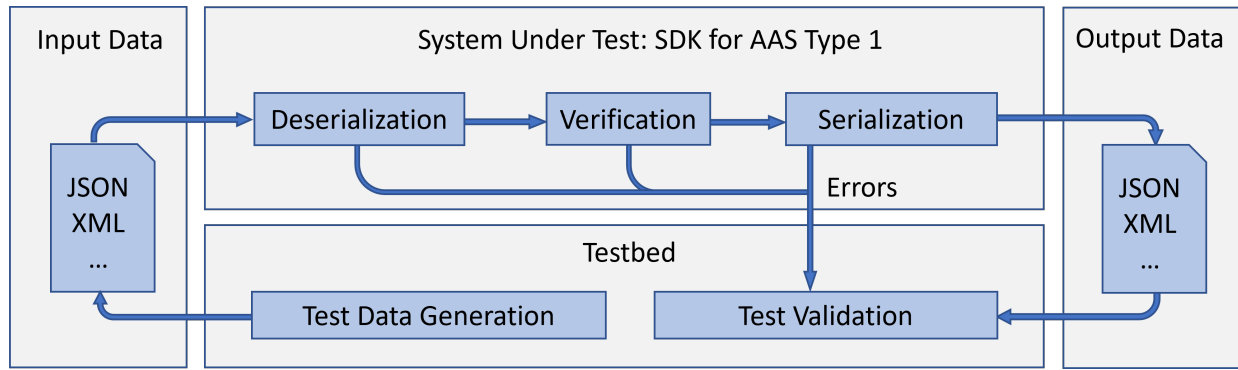 Input Data
System Under Test: SDK for AAS Type 1
Output Data
Deserialization
Verification
Serialization
JSON
XML
...
Errors
JSON
XML
...
Testbed
Test Data Generation
Test Validation